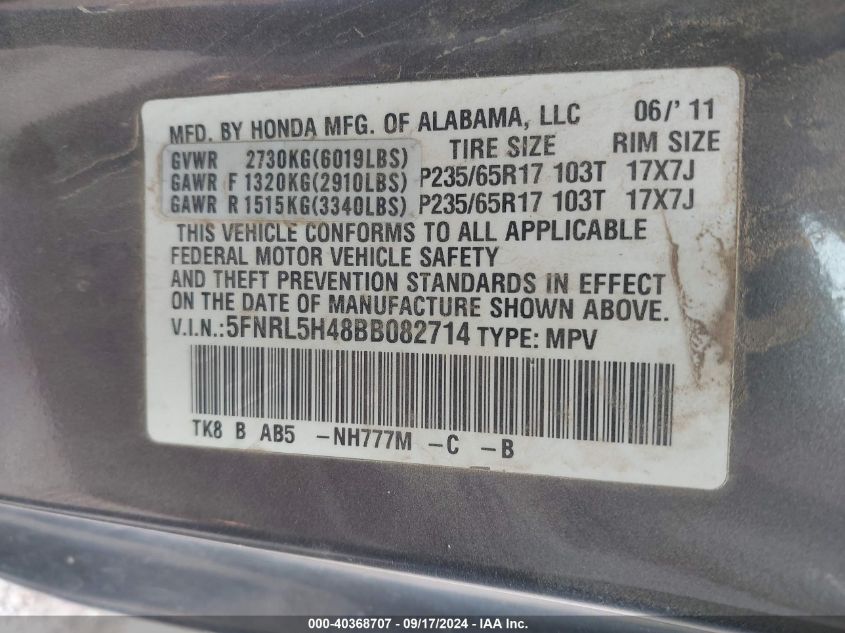 MFD. BY HONDA MFG. OF ALABAMA, LLC 06/'11
GVWR 2730KG(6019LBS) TIRE SIZE RIM SIZE
GAWR F 1320KG(2910LBS) P235/65R17 103T 17X7J
GAWR R 1515KG(3340LBS) P235/65R17 103T 17X7J
THIS VEHICLE CONFORMS TO ALL APPLICABLE
FEDERAL MOTOR VEHICLE SAFETY
AND THEFT PREVENTION STANDARDS IN EFFECT
ON THE DATE OF MANUFACTURE SHOWN ABOVE.
V.I.N.:5FNRL5H48BB082714 TYPE: MPV
TK8 B AB5 -NH777M -C -B
000-40368707 - 09/17/2024 - IAA Inc.